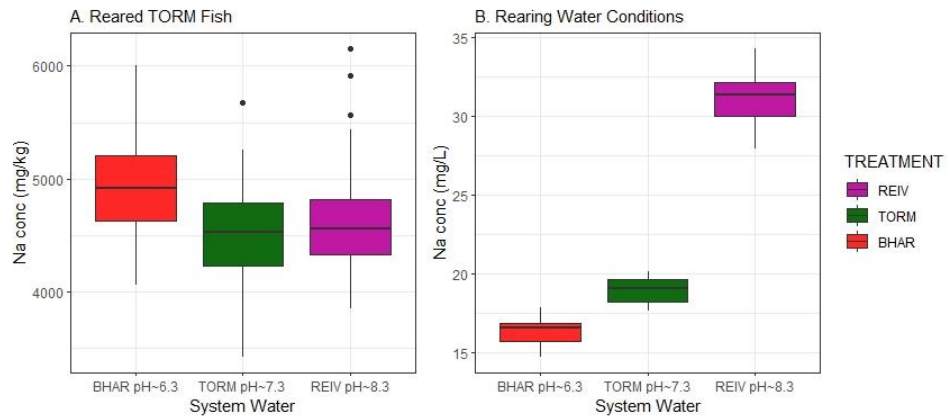 A. Reared TORM Fish
Na conc (mg/kg)
6000
5000
4000
BHAR pH~6.3 TORM pH~7.3 REIV pH~8.3
System Water
B. Rearing Water Conditions
Na conc (mg/L)
35
30
25
20
15
BHAR pH~6.3 TORM pH~7.3 REIV pH~8.3
System Water
TREATMENT
REIV
TORM
BHAR